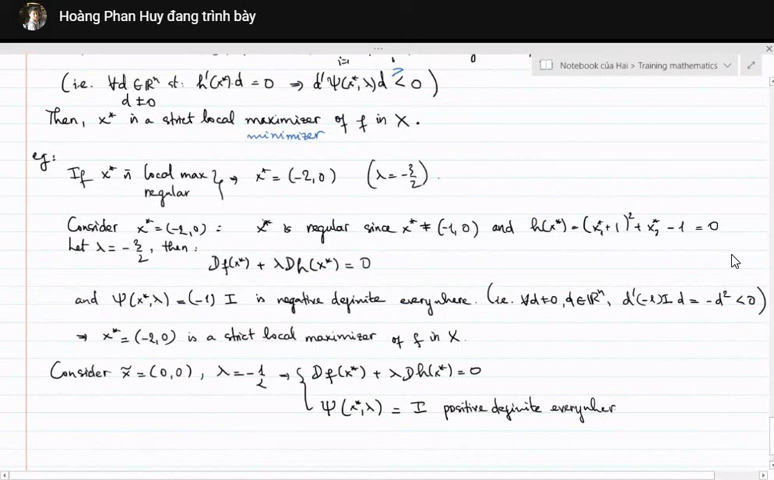 Hoàng Phan Huy đang trình bày
Notebook của Hai > Training mathematics
(i.e. ∀d ∈ ℝⁿ st. h'(x*)d = 0 ⇒ d'Ψ(x*,λ)d < 0)
d ≠ 0
?
Then, x* is a strict local maximizer of f in X.
minimizer
eg:
If x* is local max
regular } → x* = (-2,0) (λ = -3/2).
Consider x* = (-2,0): x* is regular since x* ≠ (-1,0) and h(x*) = (x₁*+1)² + x₂* - 1 = 0
Let λ = -3/2, then:
Df(x*) + λDh(x*) = 0
and Ψ(x*,λ) = (-1) I is negative definite everywhere. (i.e. ∀d≠0, d∈ℝⁿ, d'(-1)I d = -d² < 0)
→ x* = (-2,0) is a strict local maximizer of f in X.
Consider x̃ = (0,0), λ = -1/2 → { Df(x*) + λDh(x*) = 0
Ψ(x*,λ) = I positive definite everywher